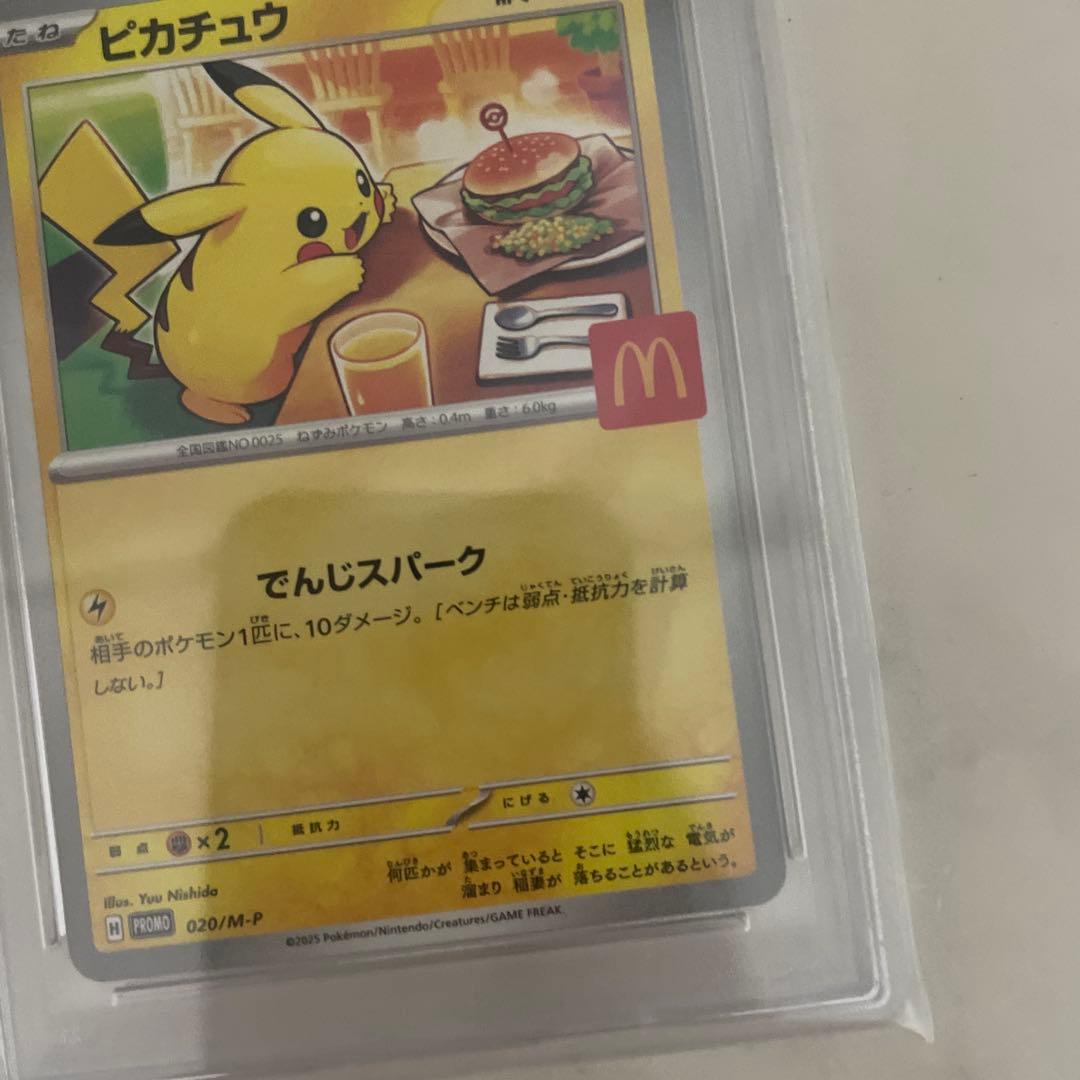 たね
ピカチュウ
M
全国図鑑NO.0025 ねずみポケモン 高さ:0.4m 重さ:6.0kg
でんじスパーク
相手のポケモン1匹に、10ダメージ。[ベンチは弱点・抵抗力を計算
しない。]
弱点 ×2 抵抗力 にげる
何匹かが 集まっていると そこに 猛烈な 電気が
溜まり 稲妻が 落ちることがあるという。
Illus. Yuu Nishida
H PROMO 020/M-P
©2025 Pokémon/Nintendo/Creatures/GAME FREAK.